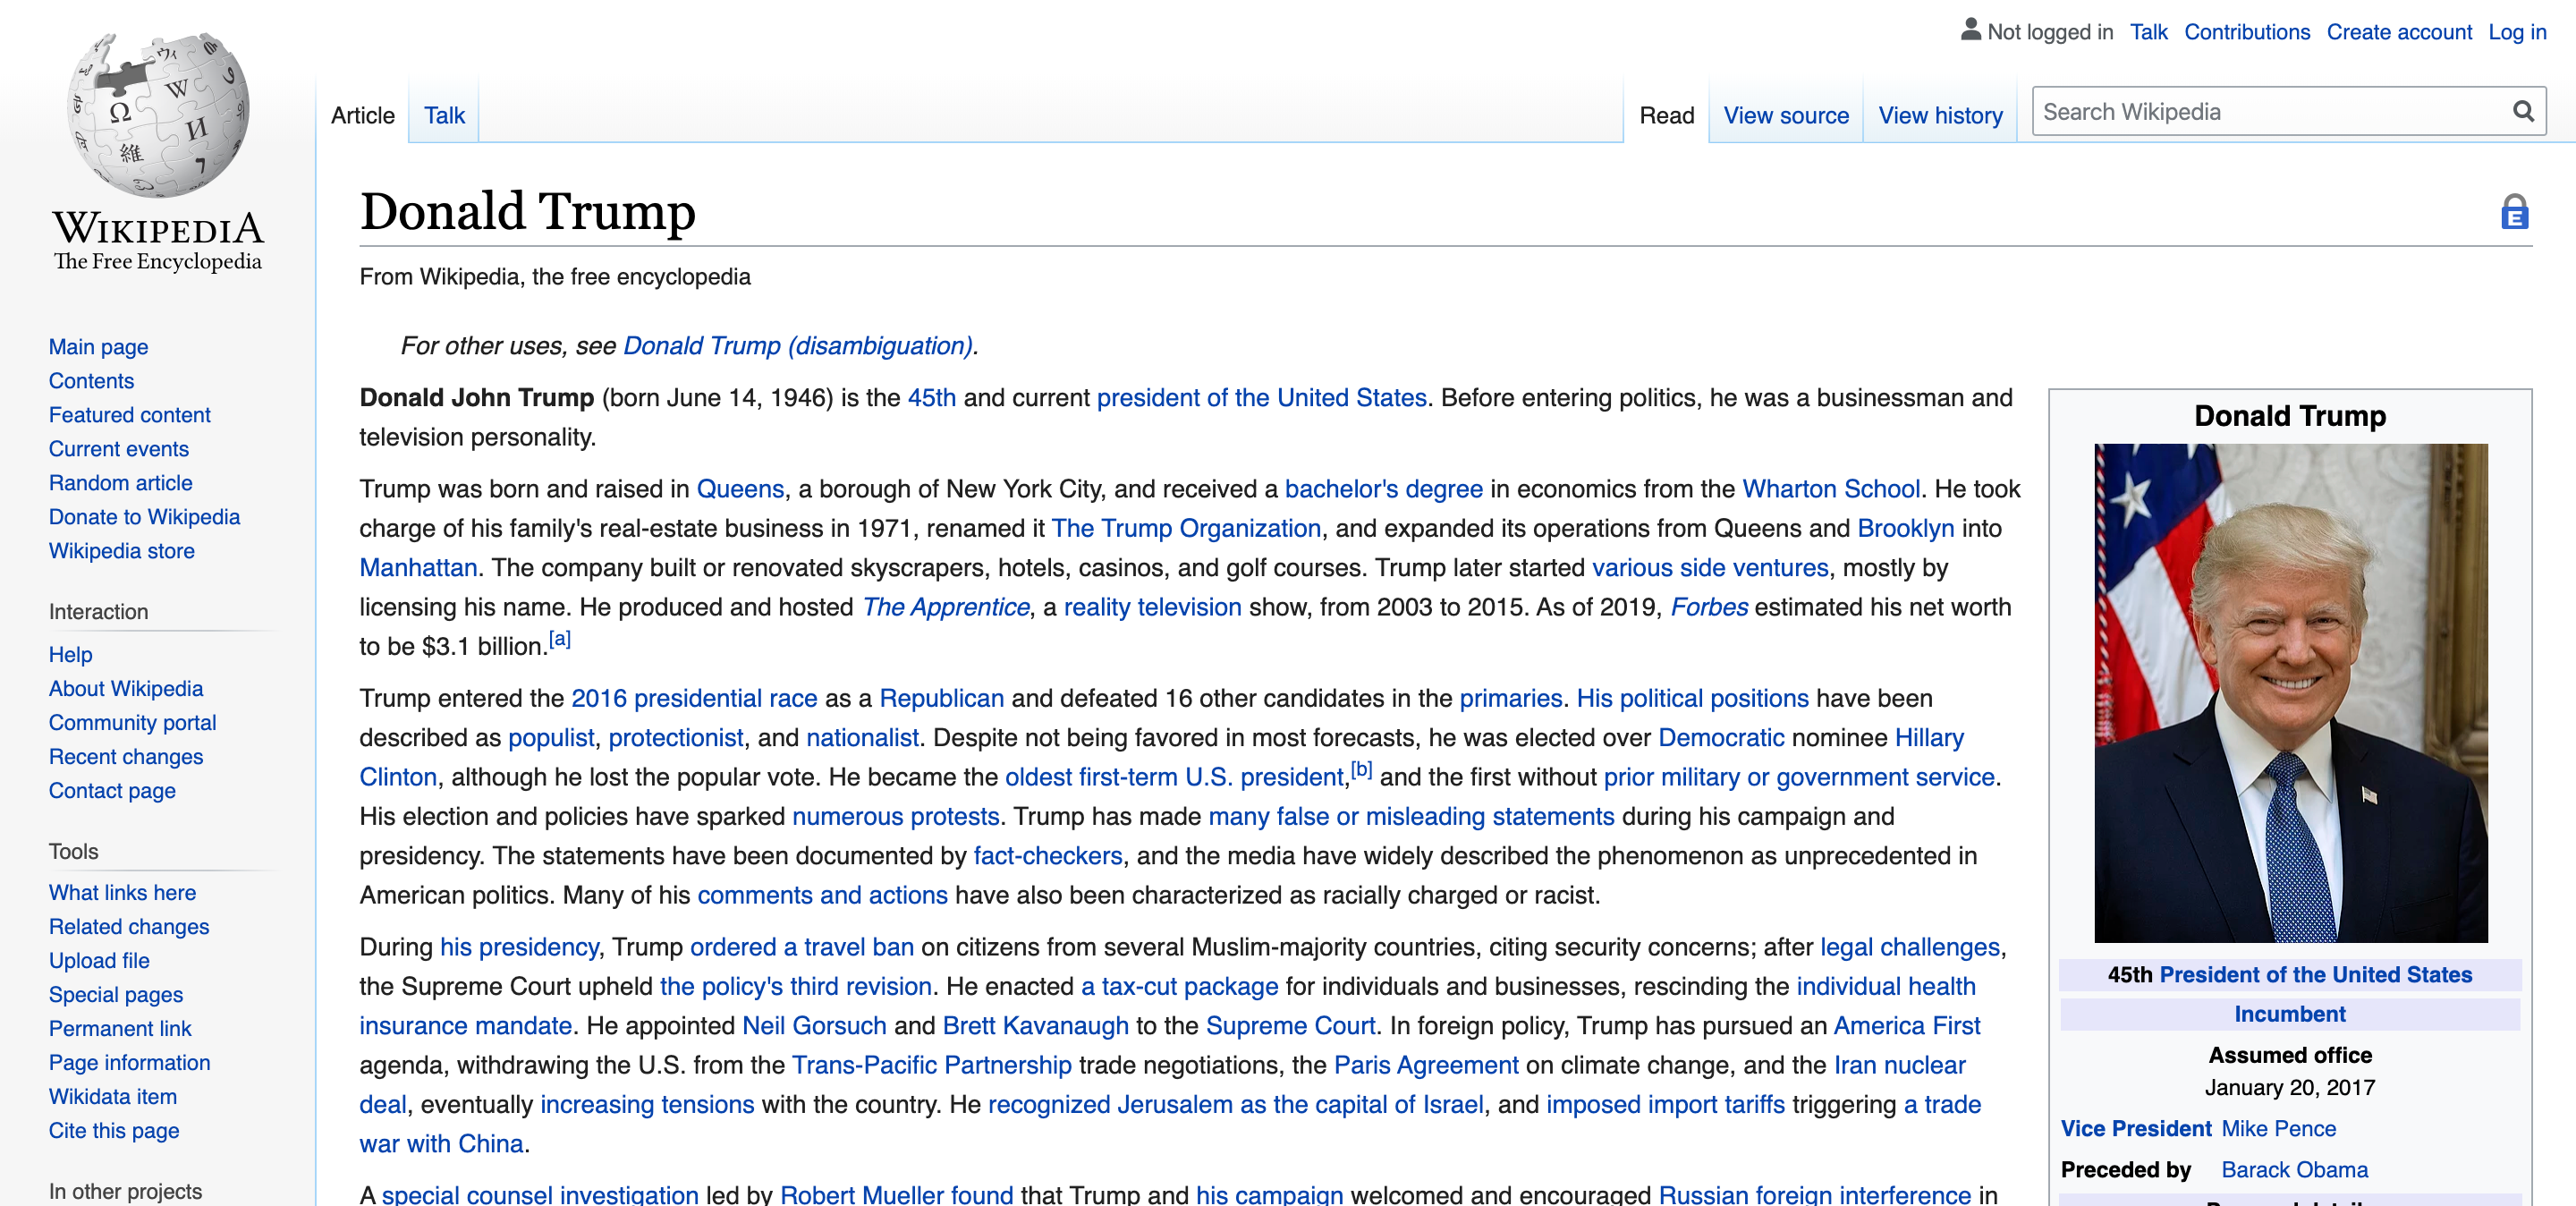 Not logged in Talk Contributions Create account Log in
Article Talk Read View source View history Search Wikipedia
WIKIPEDIA
The Free Encyclopedia
Main page
Contents
Featured content
Current events
Random article
Donate to Wikipedia
Wikipedia store
Interaction
Help
About Wikipedia
Community portal
Recent changes
Contact page
Tools
What links here
Related changes
Upload file
Special pages
Permanent link
Page information
Wikidata item
Cite this page
In other projects
Donald Trump
E
From Wikipedia, the free encyclopedia
For other uses, see Donald Trump (disambiguation).
Donald John Trump (born June 14, 1946) is the 45th and current president of the United States. Before entering politics, he was a businessman and
television personality.
Trump was born and raised in Queens, a borough of New York City, and received a bachelor's degree in economics from the Wharton School. He took
charge of his family's real-estate business in 1971, renamed it The Trump Organization, and expanded its operations from Queens and Brooklyn into
Manhattan. The company built or renovated skyscrapers, hotels, casinos, and golf courses. Trump later started various side ventures, mostly by
licensing his name. He produced and hosted The Apprentice, a reality television show, from 2003 to 2015. As of 2019, Forbes estimated his net worth
to be $3.1 billion.[a]
Trump entered the 2016 presidential race as a Republican and defeated 16 other candidates in the primaries. His political positions have been
described as populist, protectionist, and nationalist. Despite not being favored in most forecasts, he was elected over Democratic nominee Hillary
Clinton, although he lost the popular vote. He became the oldest first-term U.S. president,[b] and the first without prior military or government service.
His election and policies have sparked numerous protests. Trump has made many false or misleading statements during his campaign and
presidency. The statements have been documented by fact-checkers, and the media have widely described the phenomenon as unprecedented in
American politics. Many of his comments and actions have also been characterized as racially charged or racist.
During his presidency, Trump ordered a travel ban on citizens from several Muslim-majority countries, citing security concerns; after legal challenges,
the Supreme Court upheld the policy's third revision. He enacted a tax-cut package for individuals and businesses, rescinding the individual health
insurance mandate. He appointed Neil Gorsuch and Brett Kavanaugh to the Supreme Court. In foreign policy, Trump has pursued an America First
agenda, withdrawing the U.S. from the Trans-Pacific Partnership trade negotiations, the Paris Agreement on climate change, and the Iran nuclear
deal, eventually increasing tensions with the country. He recognized Jerusalem as the capital of Israel, and imposed import tariffs triggering a trade
war with China.
A special counsel investigation led by Robert Mueller found that Trump and his campaign welcomed and encouraged Russian foreign interference in
Donald Trump
45th President of the United States
Incumbent
Assumed office
January 20, 2017
Vice President Mike Pence
Preceded by Barack Obama